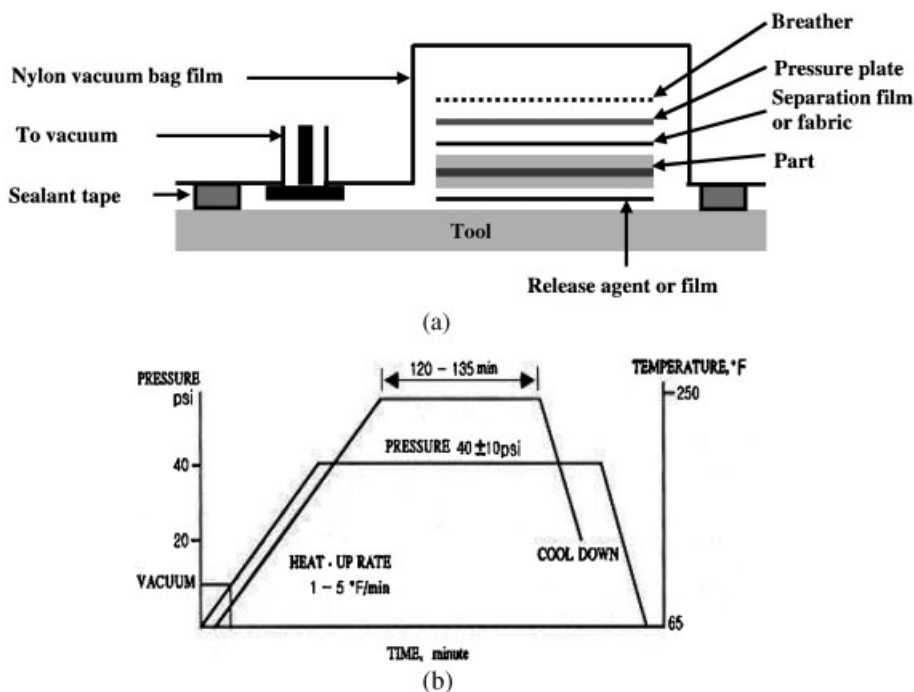 Breather
Nylon vacuum bag film
Pressure plate
Separation film
or fabric
To vacuum
Part
Sealant tape
Tool
Release agent or film
(a)
120 – 135 min
PRESSURE
psi
TEMPERATURE, °F
250
PRESSURE 40 ±10psi
40
20
HEAT - UP RATE
1 – 5 °F/min
COOL DOWN
VACUUM
65
TIME, minute
(b)